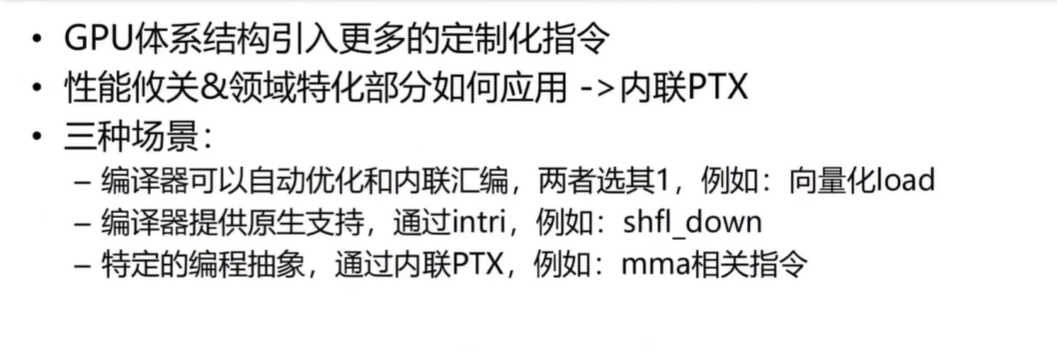 • GPU体系结构引入更多的定制化指令
• 性能攸关&领域特化部分如何应用 ->内联PTX
• 三种场景：
– 编译器可以自动优化和内联汇编，两者选其1，例如：向量化load
– 编译器提供原生支持，通过intri，例如：shfl_down
– 特定的编程抽象，通过内联PTX，例如：mma相关指令